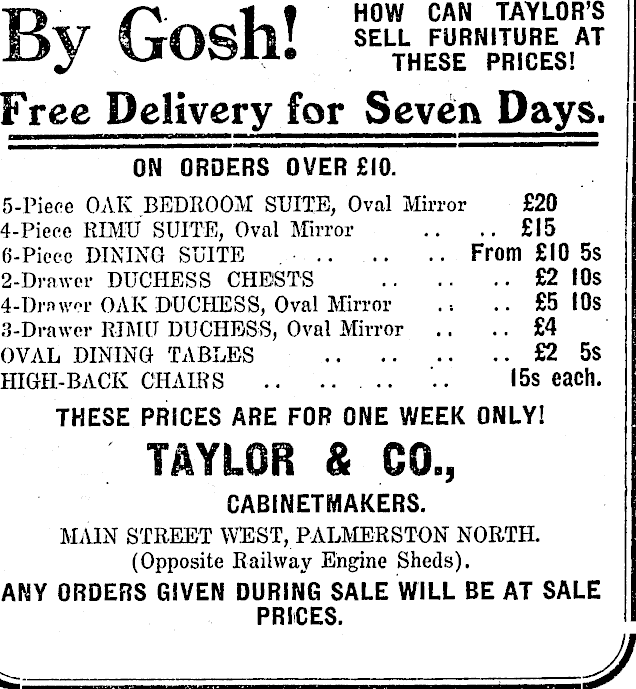 By Gosh!
HOW CAN TAYLOR'S
SELL FURNITURE AT
THESE PRICES!
Free Delivery for Seven Days.
ON ORDERS OVER £10.
5-Piece OAK BEDROOM SUITE, Oval Mirror £20
4-Piece RIMU SUITE, Oval Mirror .. .. £15
6-Piece DINING SUITE .. .. .. From £10 5s
2-Drawer DUCHESS CHESTS .. .. .. £2 10s
4-Drawer OAK DUCHESS, Oval Mirror .. .. £5 10s
3-Drawer RIMU DUCHESS, Oval Mirror .. .. £4
OVAL DINING TABLES .. .. .. .. £2 5s
HIGH-BACK CHAIRS .. .. .. .. 15s each.
THESE PRICES ARE FOR ONE WEEK ONLY!
TAYLOR & CO.,
CABINETMAKERS.
MAIN STREET WEST, PALMERSTON NORTH.
(Opposite Railway Engine Sheds).
ANY ORDERS GIVEN DURING SALE WILL BE AT SALE
PRICES.